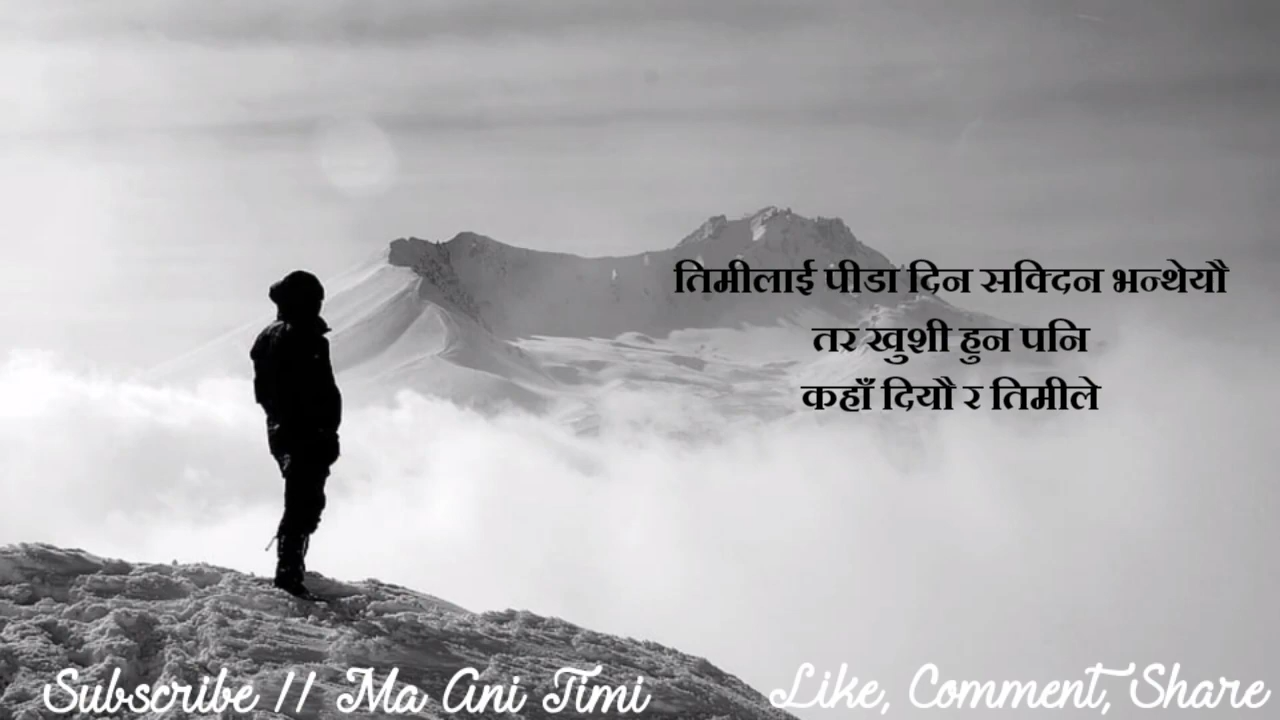 तिमीलाई पीडा दिन सक्दिन भन्थेयौ
तर खुशी हुन पनि
कहाँ दियौ र तिमीले
Subscribe // Ma Ani Timi
Like, Comment, Share